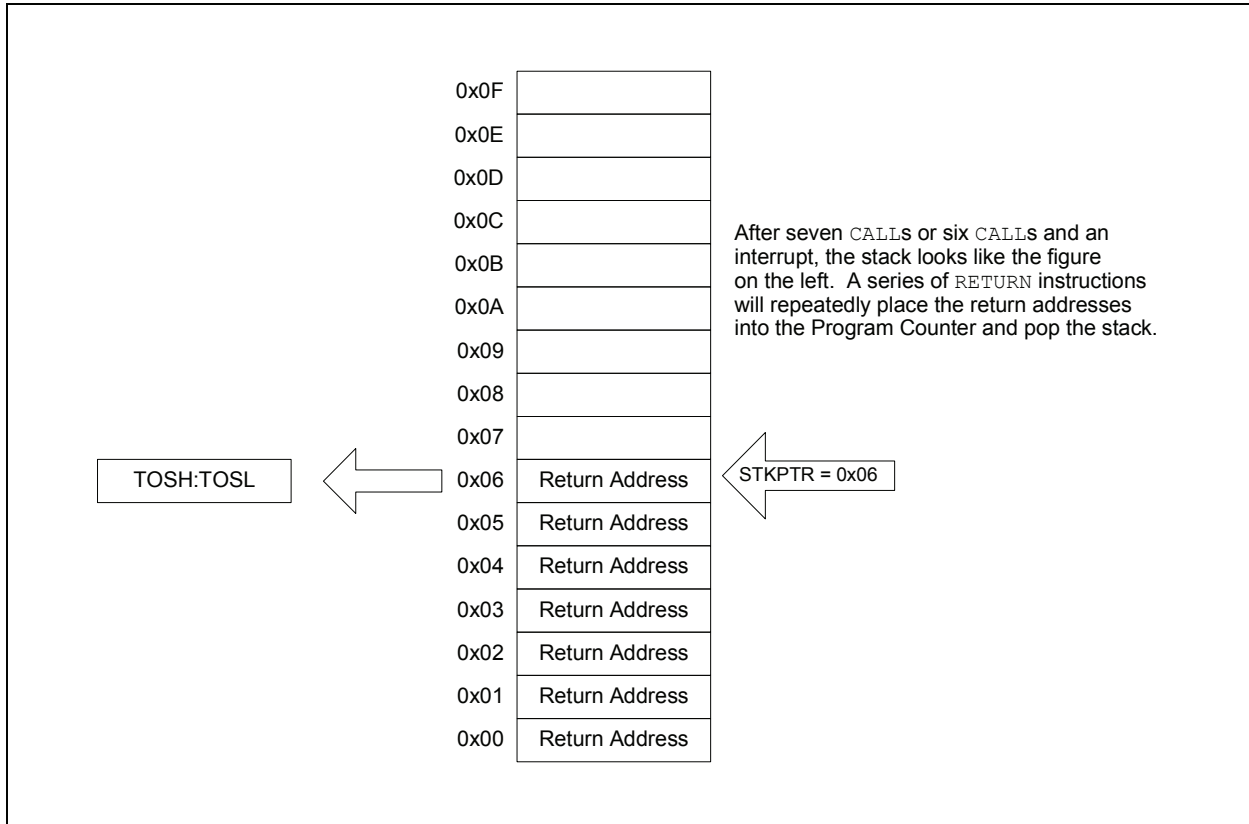 0x0F
0x0E
0x0D
0x0C
0x0B
0x0A
0x09
0x08
0x07
After seven CALLs or six CALLs and an
interrupt, the stack looks like the figure
on the left. A series of RETURN instructions
will repeatedly place the return addresses
into the Program Counter and pop the stack.
TOSH:TOSL
0x06 Return Address
STKPTR = 0x06
0x05 Return Address
0x04 Return Address
0x03 Return Address
0x02 Return Address
0x01 Return Address
0x00 Return Address